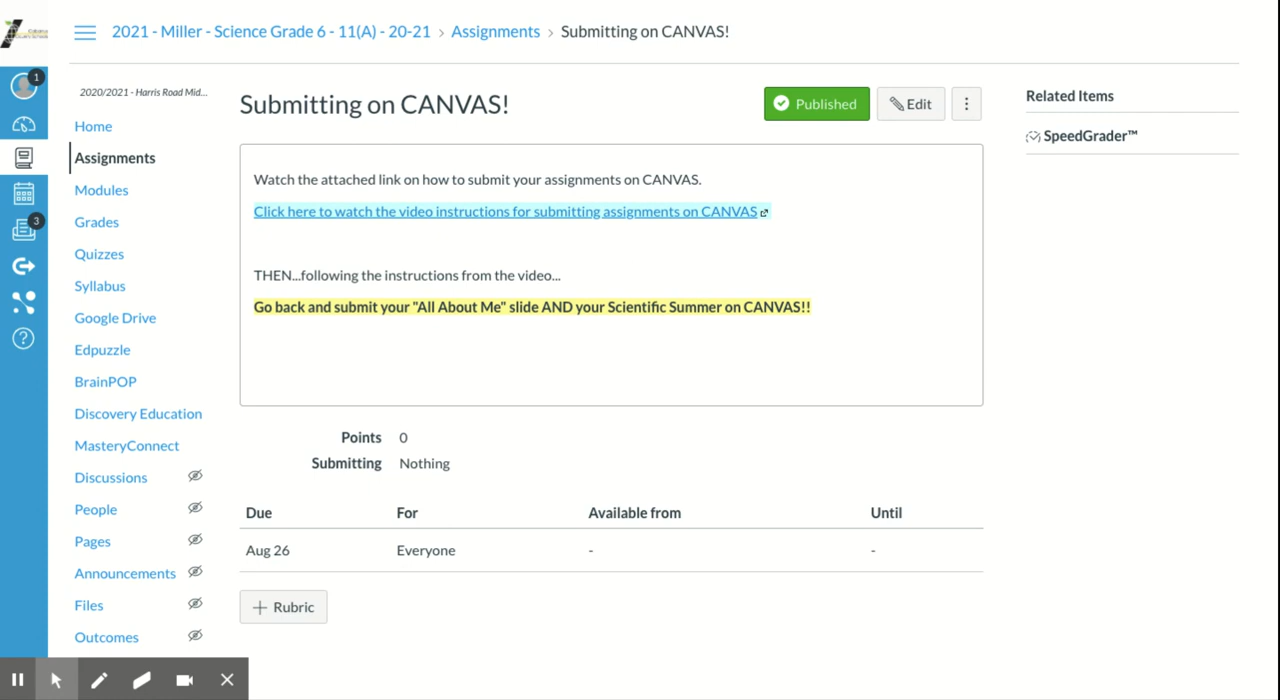 2021 - Miller - Science Grade 6 - 11(A) - 20-21 › Assignments › Submitting on CANVAS!
1
3
2020/2021 - Harris Road Mid...
Home
Assignments
Modules
Grades
Quizzes
Syllabus
Google Drive
Edpuzzle
BrainPOP
Discovery Education
MasteryConnect
Discussions
People
Pages
Announcements
Files
Outcomes
Submitting on CANVAS!
Published
Edit
Watch the attached link on how to submit your assignments on CANVAS.
Click here to watch the video instructions for submitting assignments on CANVAS
THEN...following the instructions from the video...
Go back and submit your "All About Me" slide AND your Scientific Summer on CANVAS!!
Points 0
Submitting Nothing
Due For Available from Until
Aug 26 Everyone - -
+ Rubric
Related Items
SpeedGrader™